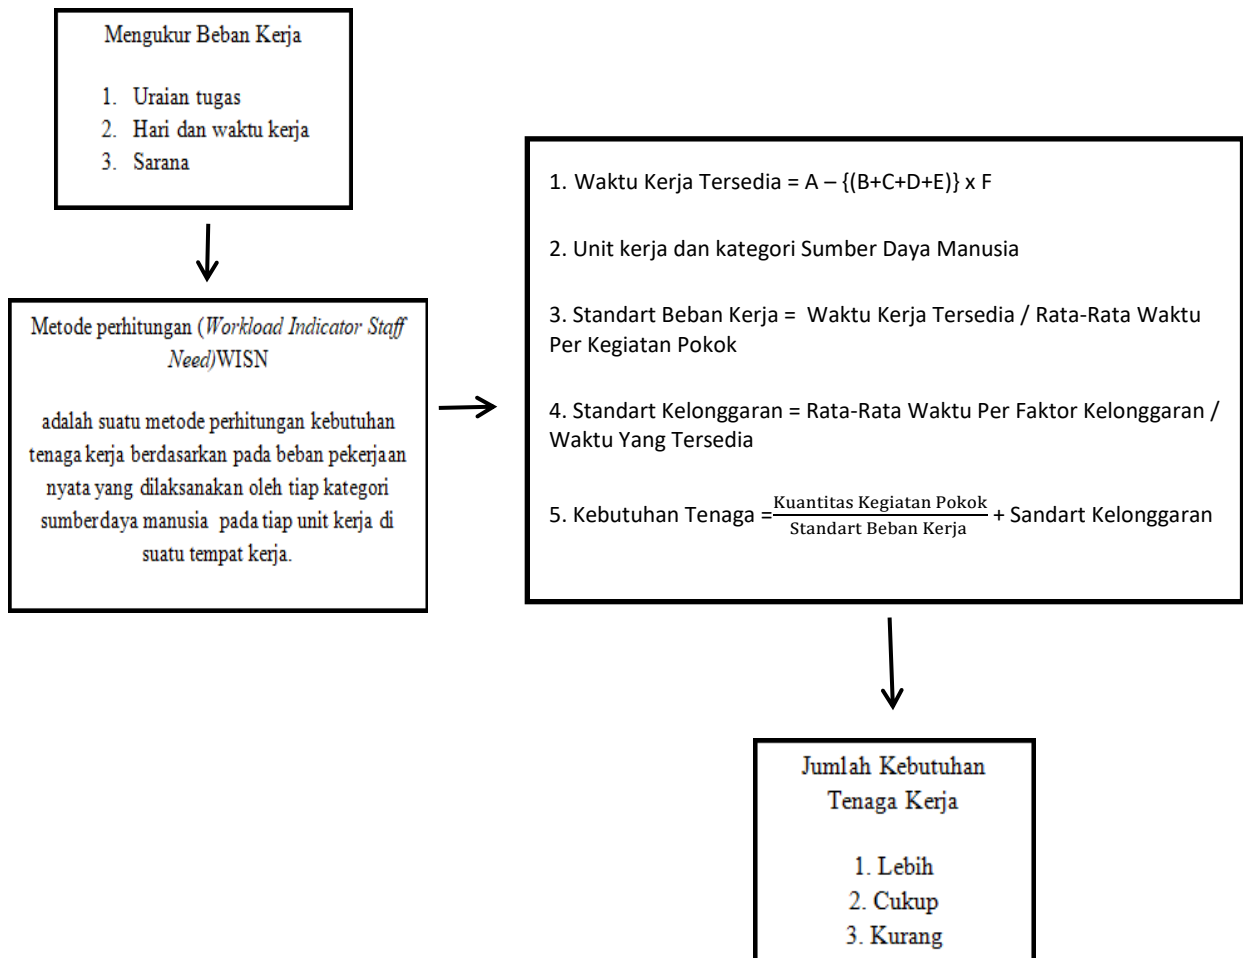 Mengukur Beban Kerja
1. Uraian tugas
2. Hari dan waktu kerja
3. Sarana
Metode perhitungan (Workload Indicator Staff
Need)WISN
adalah suatu metode perhitungan kebutuhan
tenaga kerja berdasarkan pada beban pekerjaan
nyata yang dilaksanakan oleh tiap kategori
sumberdaya manusia pada tiap unit kerja di
suatu tempat kerja.
1. Waktu Kerja Tersedia = A – {(B+C+D+E)} x F
2. Unit kerja dan kategori Sumber Daya Manusia
3. Standart Beban Kerja = Waktu Kerja Tersedia / Rata-Rata Waktu
Per Kegiatan Pokok
4. Standart Kelonggaran = Rata-Rata Waktu Per Faktor Kelonggaran /
Waktu Yang Tersedia
5. Kebutuhan Tenaga = Kuantitas Kegiatan Pokok / Standart Beban Kerja + Sandart Kelonggaran
Jumlah Kebutuhan
Tenaga Kerja
1. Lebih
2. Cukup
3. Kurang